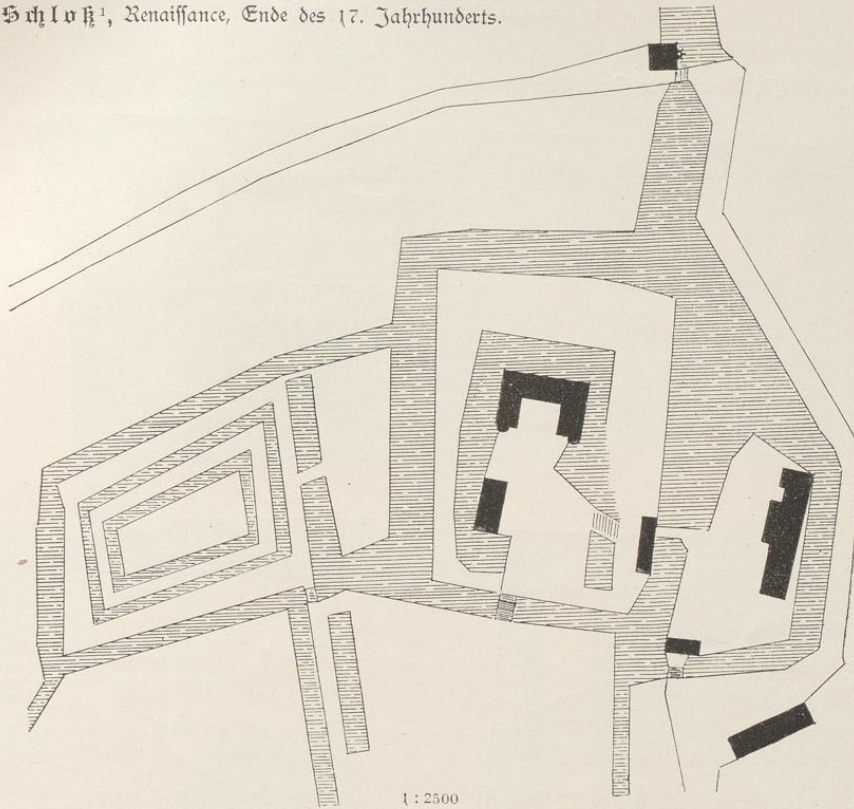 Schloß¹, Renaissance, Ende des 17. Jahrhunderts.
1 : 2500